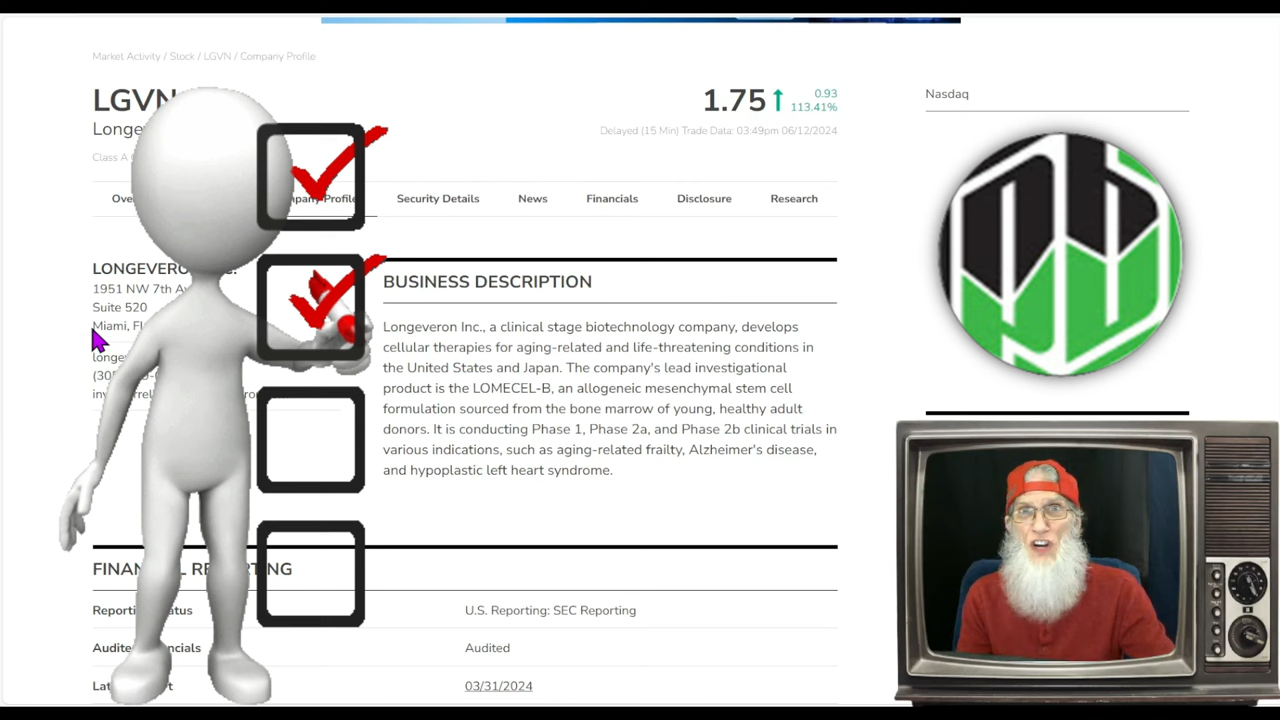 Market Activity / Stock / LGVN / Company Profile
LGVN
1.75
0.93
113.41%
Nasdaq
Delayed (15 Min) Trade Data: 03:49pm 06/12/2024
Class A
Profile
Security Details
News
Financials
Disclosure
Research
1951 NW 7th
Suite 520
Miami,
BUSINESS DESCRIPTION
Longeveron Inc., a clinical stage biotechnology company, develops
cellular therapies for aging-related and life-threatening conditions in
the United States and Japan. The company's lead investigational
product is the LOMECEL-B, an allogeneic mesenchymal stem cell
formulation sourced from the bone marrow of young, healthy adult
donors. It is conducting Phase 1, Phase 2a, and Phase 2b clinical trials in
various indications, such as aging-related frailty, Alzheimer's disease,
and hypoplastic left heart syndrome.
U.S. Reporting: SEC Reporting
Audited
03/31/2024